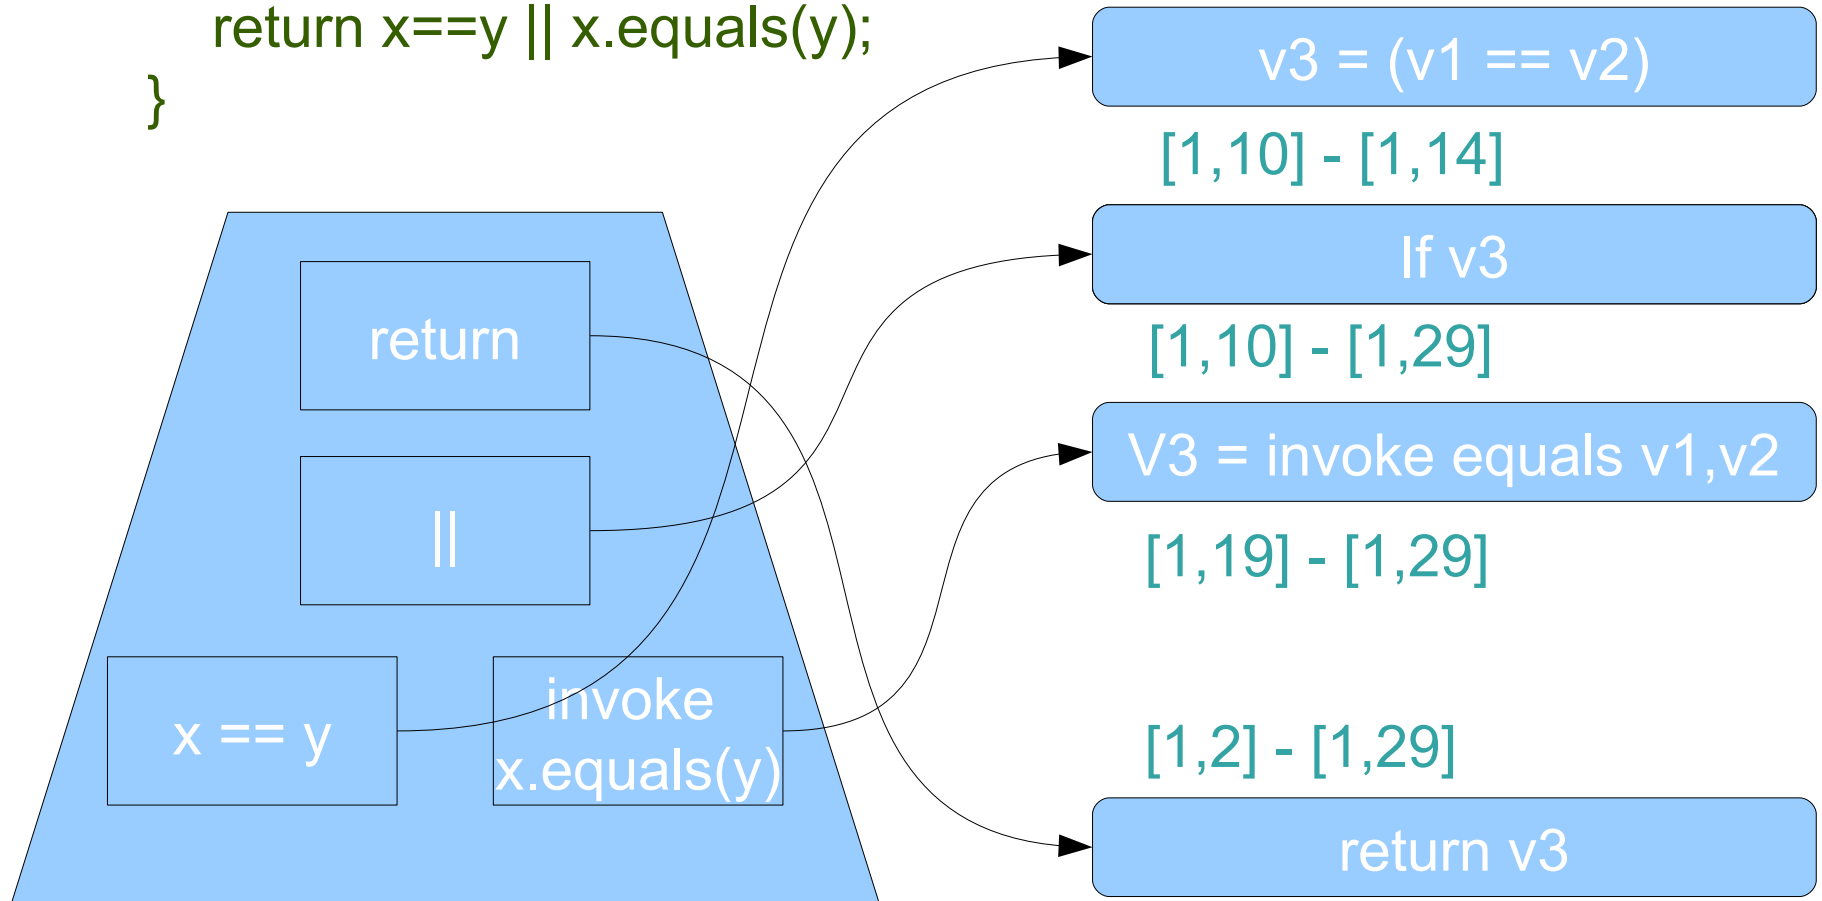 return x==y || x.equals(y);
}
return
||
x == y
invoke
x.equals(y)
v3 = (v1 == v2)
[1,10] - [1,14]
If v3
[1,10] - [1,29]
V3 = invoke equals v1,v2
[1,19] - [1,29]
[1,2] - [1,29]
return v3